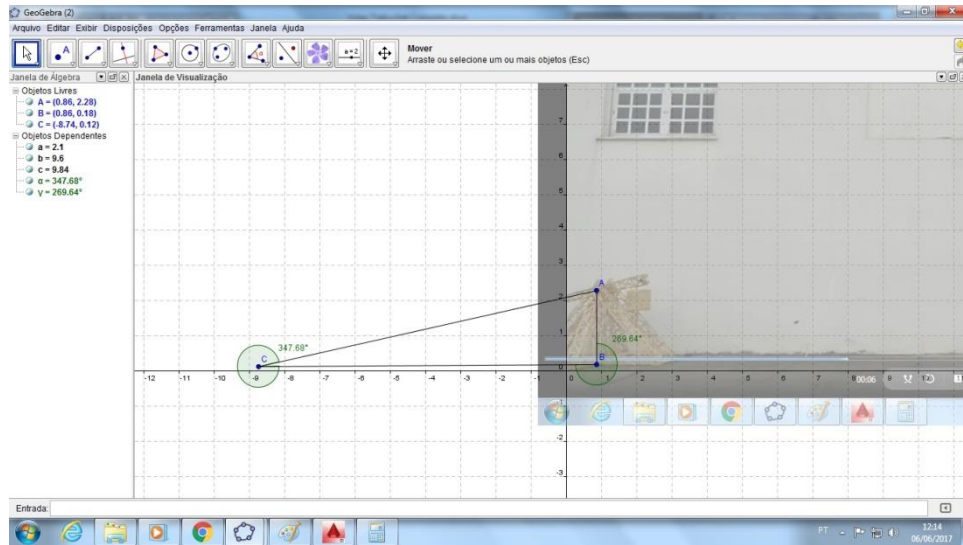 GeoGebra (2)
Arquivo Editar Exibir Disposições Opções Ferramentas Janela Ajuda
A
a=2
Mover
Arraste ou selecione um ou mais objetos (Esc)
Janela de Álgebra
Janela de Visualização
Objetos Livres
A = (0.86, 2.28)
B = (0.86, 0.18)
C = (-8.74, 0.12)
Objetos Dependentes
a = 2.1
b = 9.6
c = 9.84
α = 347.68°
γ = 269.64°
7
6
5
4
3
A
2
1
269.64°
347.68°
C
B
0
-12 -11 -10 -9 -8 -7 -6 -5 -4 -3 -2 -1 0 1 2 3 4 5 6 7 8 9 10 11
00:06
-1
-2
-3
Entrada:
PT
12:14
06/06/2017